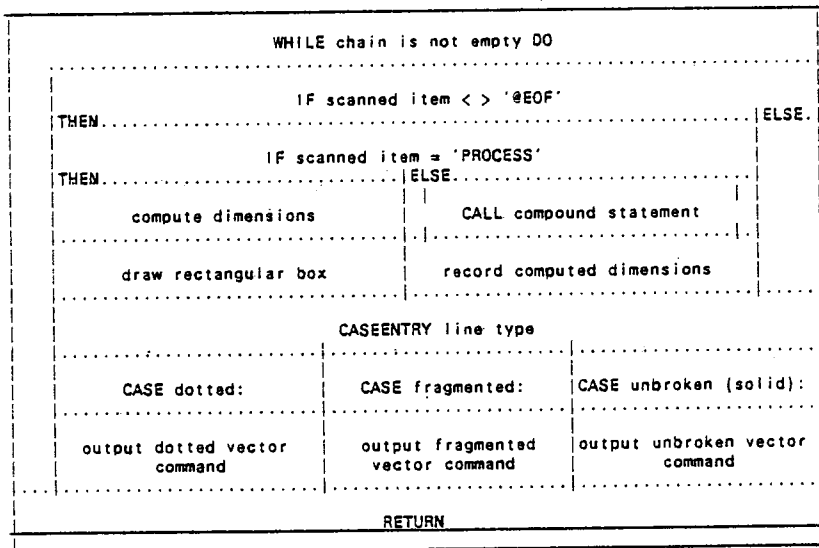 WHILE chain is not empty DO
IF scanned item < > '@EOF'
THEN ELSE
IF scanned item = 'PROCESS'
THEN ELSE
compute dimensions CALL compound statement
draw rectangular box record computed dimensions
CASEENTRY line type
CASE dotted: CASE fragmented: CASE unbroken (solid):
output dotted vector output fragmented output unbroken vector
command vector command command
RETURN